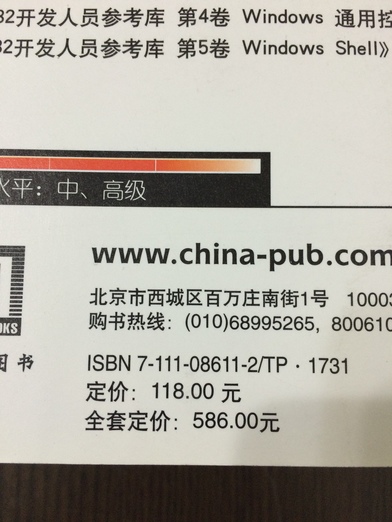 32开发人员参考库 第4卷 Windows 通用控
32开发人员参考库 第5卷 Windows Shell》
水平：中、高级
www.china-pub.com
北京市西城区百万庄南街1号 1000
购书热线：(010)68995265, 800610
ISBN 7-111-08611-2/TP · 1731
定价：118.00 元
全套定价：586.00元